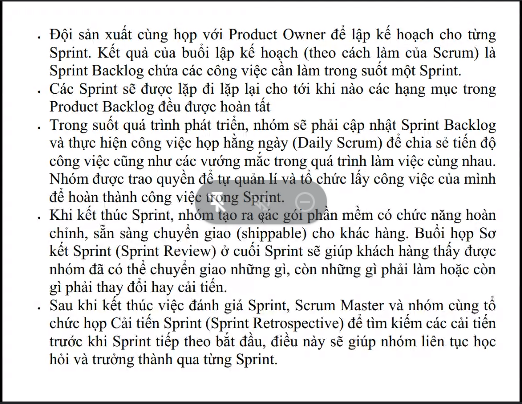 • Đội sản xuất cùng họp với Product Owner để lập kế hoạch cho từng
Sprint. Kết quả của buổi lập kế hoạch (theo cách làm của Scrum) là
Sprint Backlog chứa các công việc cần làm trong suốt một Sprint.
• Các Sprint sẽ được lặp đi lặp lại cho tới khi nào các hạng mục trong
Product Backlog đều được hoàn tất
• Trong suốt quá trình phát triển, nhóm sẽ phải cập nhật Sprint Backlog
và thực hiện công việc họp hằng ngày (Daily Scrum) để chia sẻ tiến độ
công việc cũng như các vướng mắc trong quá trình làm việc cùng nhau.
Nhóm được trao quyền để tự quản lí và tổ chức lấy công việc của mình
để hoàn thành công việc trong Sprint.
• Khi kết thúc Sprint, nhóm tạo ra các gói phần mềm có chức năng hoàn
chỉnh, sẵn sàng chuyển giao (shippable) cho khách hàng. Buổi họp Sơ
kết Sprint (Sprint Review) ở cuối Sprint sẽ giúp khách hàng thấy được
nhóm đã có thể chuyển giao những gì, còn những gì phải làm hoặc còn
gì phải thay đổi hay cải tiến.
• Sau khi kết thúc việc đánh giá Sprint, Scrum Master và nhóm cùng tổ
chức họp Cải tiến Sprint (Sprint Retrospective) để tìm kiếm các cải tiến
trước khi Sprint tiếp theo bắt đầu, điều này sẽ giúp nhóm liên tục học
hỏi và trưởng thành qua từng Sprint.